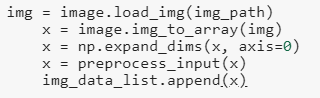 img = image.load_img(img_path)
    x = image.img_to_array(img)
    x = np.expand_dims(x, axis=0)
    x = preprocess_input(x)
    img_data_list.append(x)